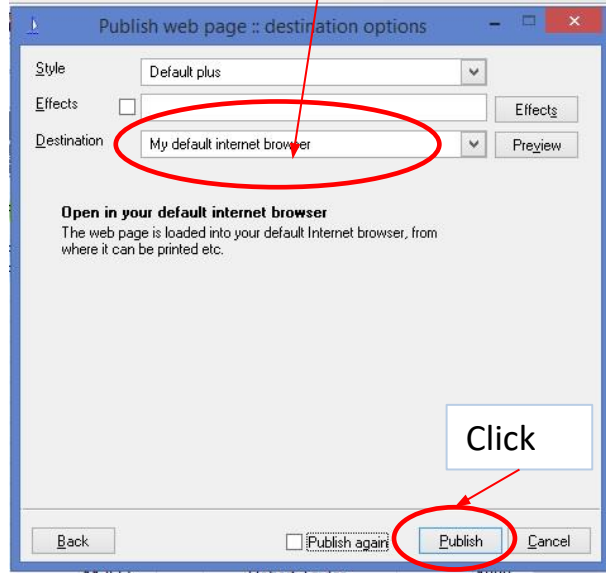 Publish web page :: destination options
Style
Default plus
Effects
Effects
Destination
My default internet browser
Preview
Open in your default internet browser
The web page is loaded into your default Internet browser, from
where it can be printed etc.
Click
Back
Publish again
Publish
Cancel